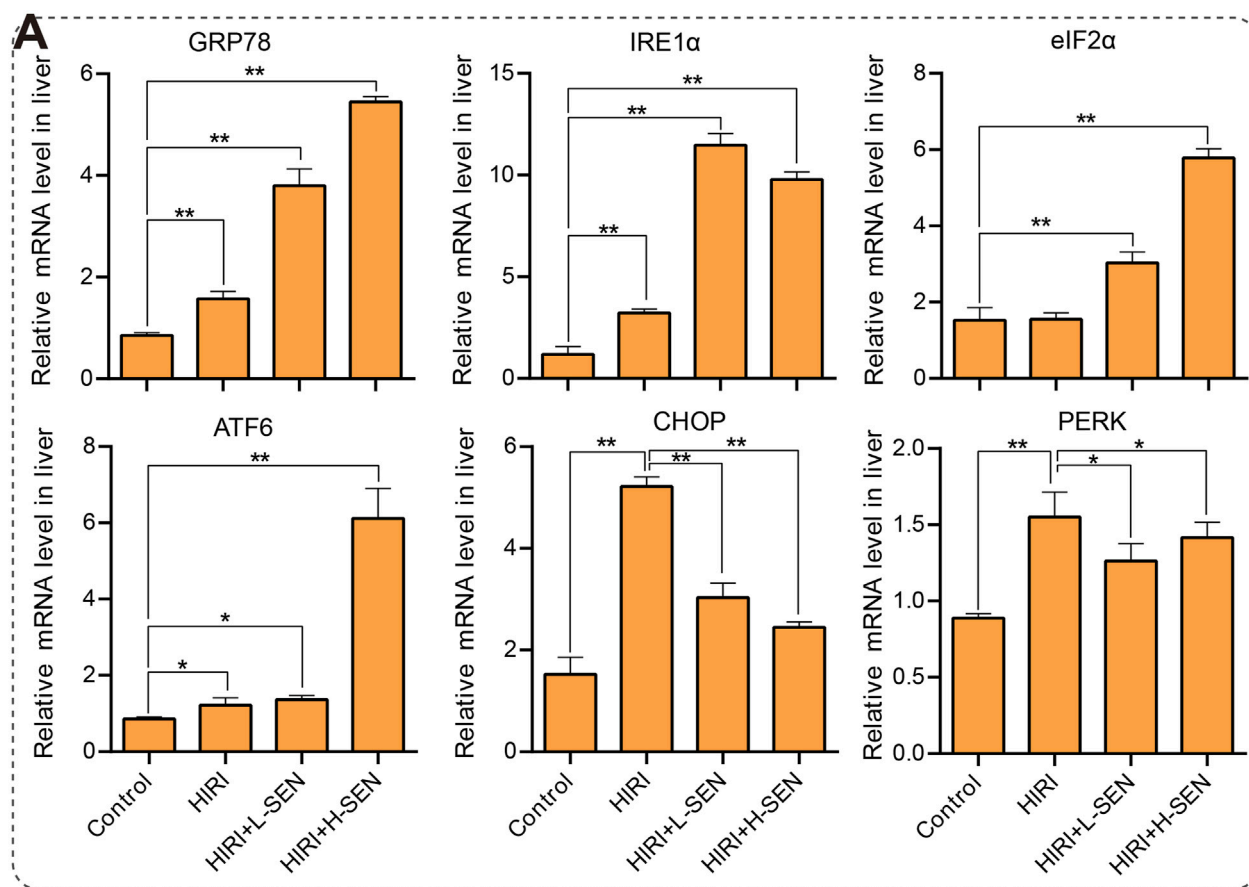 A
GRP78
IRE1α
eIF2α
Relative mRNA level in liver
6
4
2
0
**
**
**
Relative mRNA level in liver
15
10
5
0
**
**
**
Relative mRNA level in liver
8
6
4
2
0
**
**
ATF6
CHOP
PERK
Relative mRNA level in liver
8
6
4
2
0
**
*
*
Control
HIRI
HIRI+L-SEN
HIRI+H-SEN
Relative mRNA level in liver
6
4
2
0
**
**
**
Control
HIRI
HIRI+L-SEN
HIRI+H-SEN
Relative mRNA level in liver
2.0
1.5
1.0
0.5
0.0
**
*
*
Control
HIRI
HIRI+L-SEN
HIRI+H-SEN